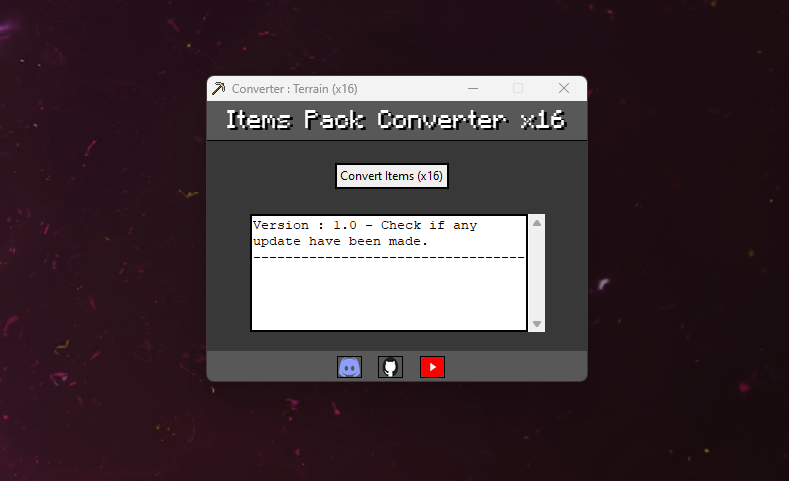 Converter : Terrain (x16)
Items Pack Converter x16
Convert Items (x16)
Version : 1.0 - Check if any
update have been made.
----------------------------------